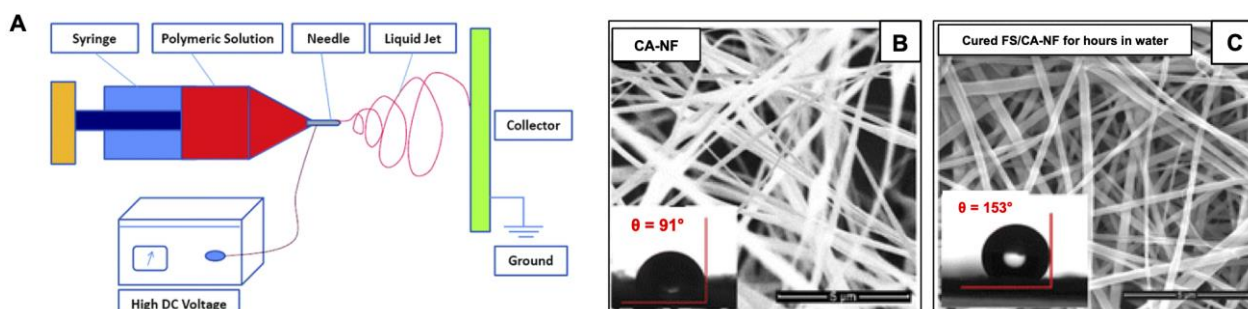 A
Syringe
Polymeric Solution
Needle
Liquid Jet
Collector
Ground
High DC Voltage
B
CA-NF
θ = 91°
5 µm
C
Cured FS/CA-NF for hours in water
θ = 153°